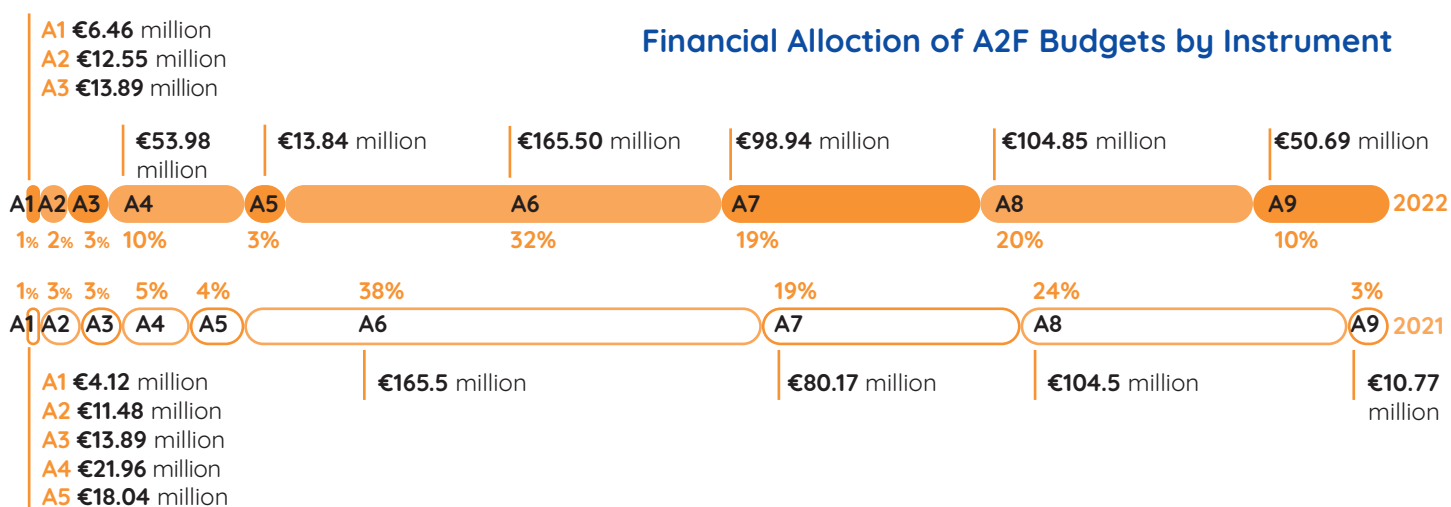 Financial Alloction of A2F Budgets by Instrument
A1 €6.46 million
A2 €12.55 million
A3 €13.89 million
€53.98
million
€13.84 million
€165.50 million
€98.94 million
€104.85 million
€50.69 million
A1 A2 A3 A4 A5 A6 A7 A8 A9 2022
1% 2% 3% 10% 3% 32% 19% 20% 10%
1% 3% 3% 5% 4% 38% 19% 24% 3%
A1 A2 A3 A4 A5 A6 A7 A8 A9 2021
A1 €4.12 million
A2 €11.48 million
A3 €13.89 million
A4 €21.96 million
A5 €18.04 million
€165.5 million
€80.17 million
€104.5 million
€10.77
million